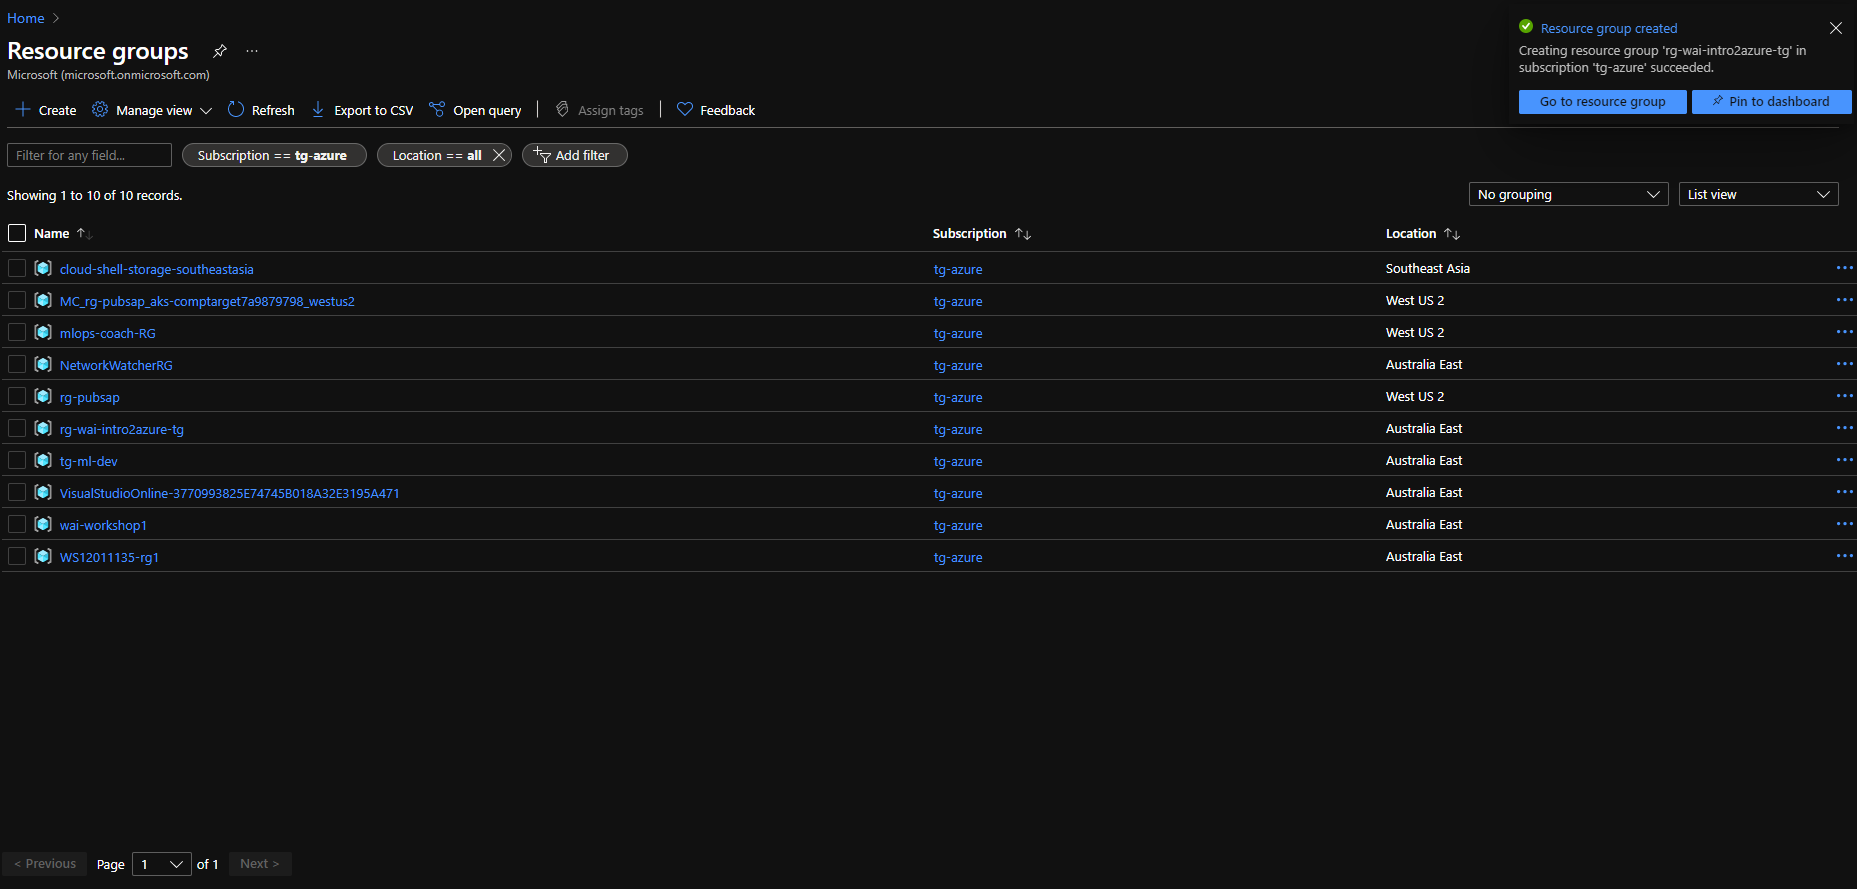 Home
Resource groups
Microsoft (microsoft.onmicrosoft.com)
Resource group created
Creating resource group 'rg-wai-intro2azure-tg' in
subscription 'tg-azure' succeeded.
Go to resource group Pin to dashboard
Create Manage view Refresh Export to CSV Open query Assign tags Feedback
Filter for any field... Subscription == tg-azure Location == all Add filter
Showing 1 to 10 of 10 records. No grouping List view
Name Subscription Location
cloud-shell-storage-southeastasia tg-azure Southeast Asia
MC_rg-pubsap_aks-comptarget7a9879798_westus2 tg-azure West US 2
mlops-coach-RG tg-azure West US 2
NetworkWatcherRG tg-azure Australia East
rg-pubsap tg-azure West US 2
rg-wai-intro2azure-tg tg-azure Australia East
tg-ml-dev tg-azure Australia East
VisualStudioOnline-3770993825E74745B018A32E3195A471 tg-azure Australia East
wai-workshop1 tg-azure Australia East
WS12011135-rg1 tg-azure Australia East
< Previous Page 1 of 1 Next >